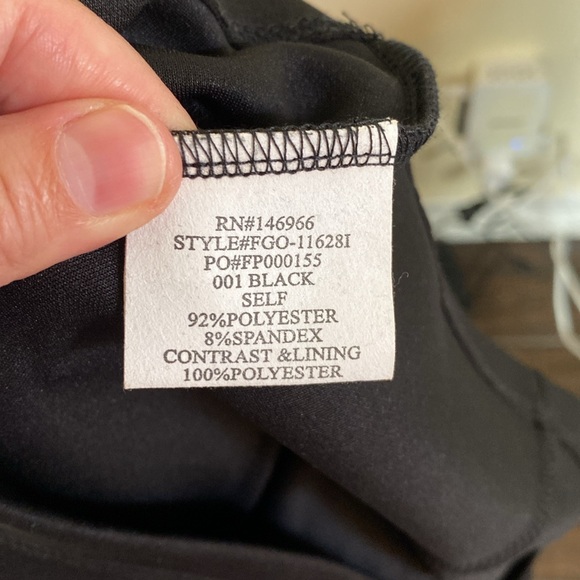 RN#146966
STYLE#FGO-11628I
PO#FP000155
001 BLACK
SELF
92%POLYESTER
8%SPANDEX
CONTRAST &LINING
100%POLYESTER